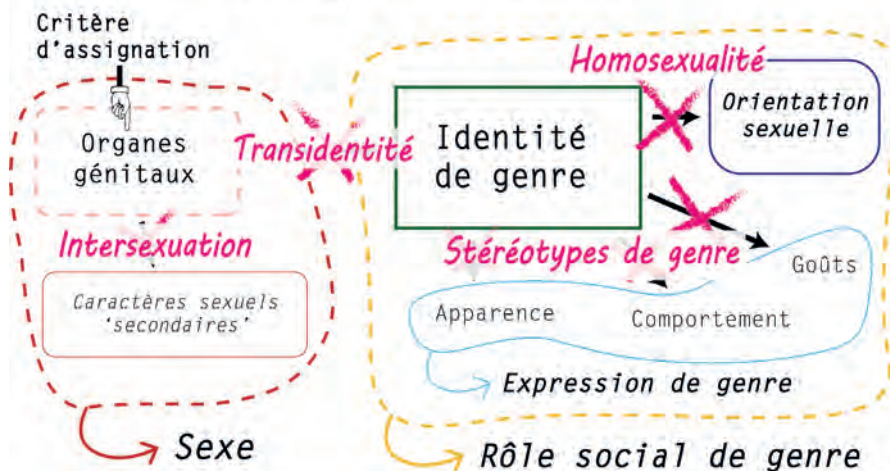 Critère
d'assignation
Organes
génitaux
Intersexuation
Caractères sexuels
'secondaires'
Sexe
Transidentité
Identité
de genre
Homosexualité
Orientation
sexuelle
Stéréotypes de genre
Goûts
Apparence
Comportement
Expression de genre
Rôle social de genre